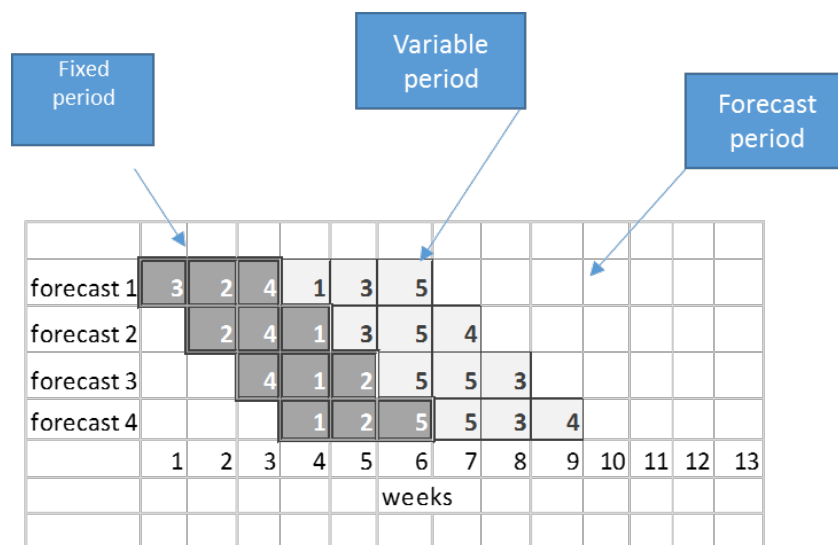 Variable
period
Fixed
period
Forecast
period
forecast 1 3 2 4 1 3 5
forecast 2 2 4 1 3 5 4
forecast 3 4 1 2 5 5 3
forecast 4 1 2 5 5 3 4
1 2 3 4 5 6 7 8 9 10 11 12 13
weeks